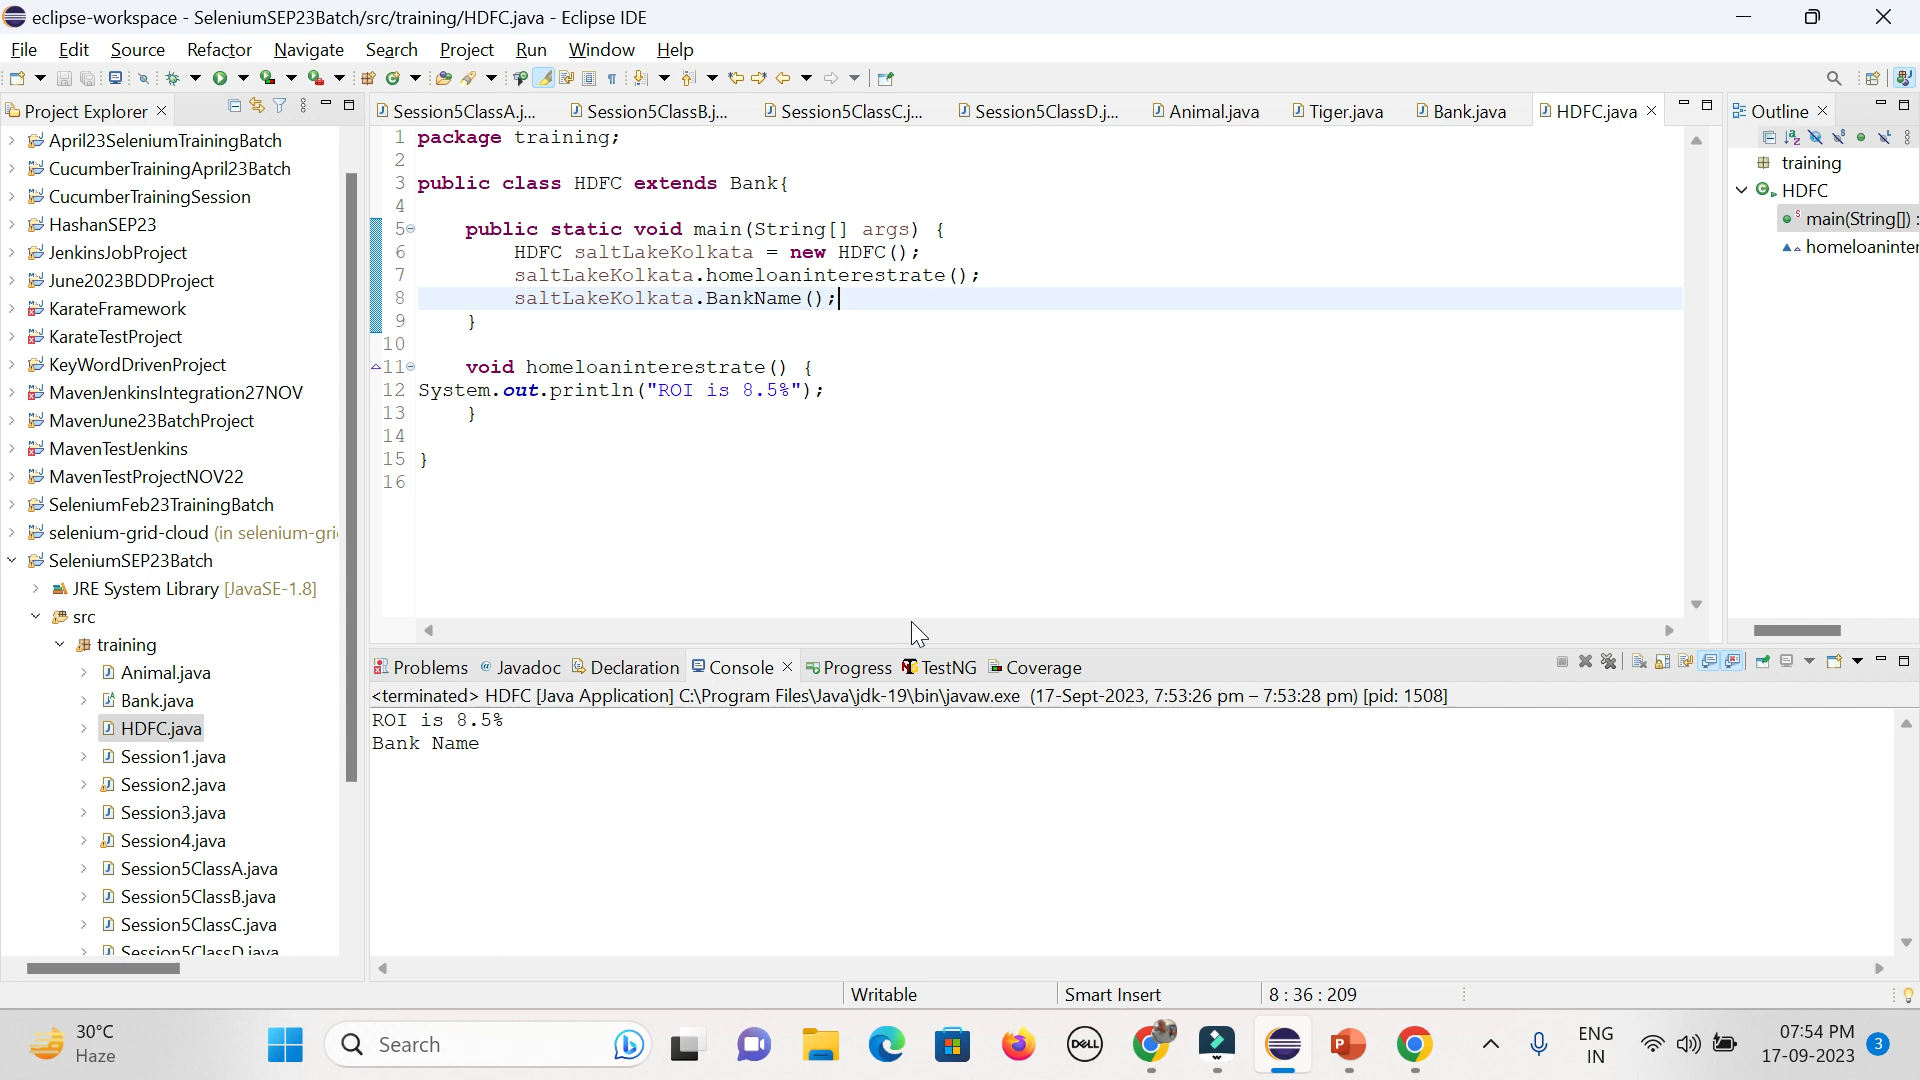 eclipse-workspace - SeleniumSEP23Batch/src/training/HDFC.java - Eclipse IDE
File Edit Source Refactor Navigate Search Project Run Window Help
Project Explorer
April23SeleniumTrainingBatch
CucumberTrainingApril23Batch
CucumberTrainingSession
HashanSEP23
JenkinsJobProject
June2023BDDProject
KarateFramework
KarateTestProject
KeyWordDrivenProject
MavenJenkinsIntegration27NOV
MavenJune23BatchProject
MavenTestJenkins
MavenTestProjectNOV22
SeleniumFeb23TrainingBatch
selenium-grid-cloud (in selenium-gri
SeleniumSEP23Batch
JRE System Library [JavaSE-1.8]
src
training
Animal.java
Bank.java
HDFC.java
Session1.java
Session2.java
Session3.java
Session4.java
Session5ClassA.java
Session5ClassB.java
Session5ClassC.java
Session5ClassD.java
Session5ClassA.j... Session5ClassB.j... Session5ClassC.j... Session5ClassD.j... Animal.java Tiger.java Bank.java HDFC.java
1 package training;
2
3 public class HDFC extends Bank{
4
5 public static void main(String[] args) {
6 HDFC saltLakeKolkata = new HDFC();
7 saltLakeKolkata.homeloaninterestrate();
8 saltLakeKolkata.BankName();
9 }
10
11 void homeloaninterestrate() {
12 System.out.println("ROI is 8.5%");
13 }
14
15 }
16
Outline
training
HDFC
main(String[]) :
homeloaninter
Problems Javadoc Declaration Console Progress TestNG Coverage
<terminated> HDFC [Java Application] C:\Program Files\Java\jdk-19\bin\javaw.exe (17-Sept-2023, 7:53:26 pm – 7:53:28 pm) [pid: 1508]
ROI is 8.5%
Bank Name
Writable Smart Insert 8 : 36 : 209
30°C
Haze
Search
DELL
ENG
IN
07:54 PM
17-09-2023
3